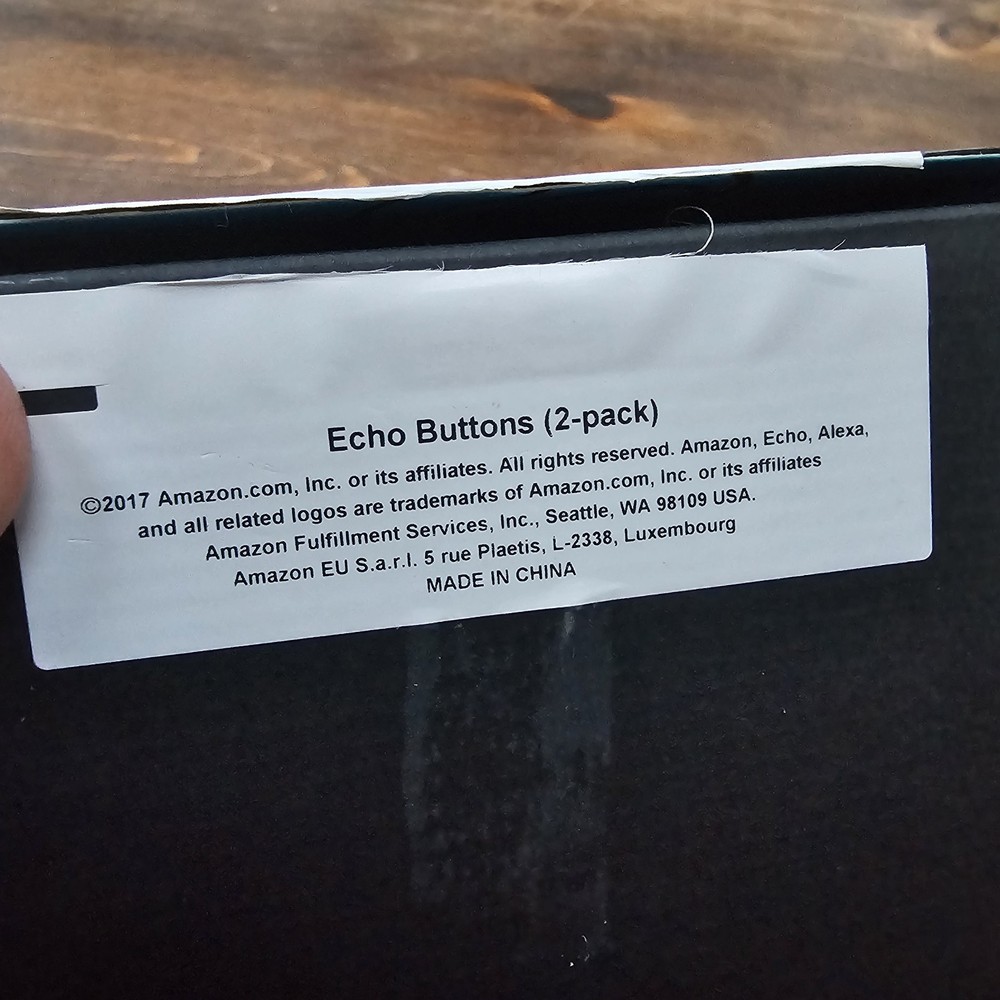 Echo Buttons (2-pack)
©2017 Amazon.com, Inc. or its affiliates. All rights reserved. Amazon, Echo, Alexa,
and all related logos are trademarks of Amazon.com, Inc. or its affiliates
Amazon Fulfillment Services, Inc., Seattle, WA 98109 USA.
Amazon EU S.a.r.l. 5 rue Plaetis, L-2338, Luxembourg
MADE IN CHINA